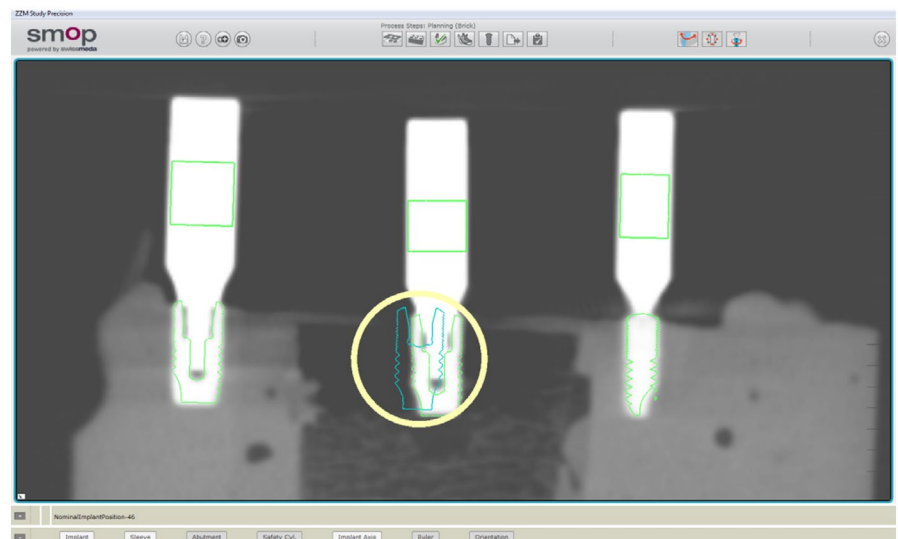 ZZM Study Precision
smop
powered by swissmeda
Process Steps: Planning (Brick)
NominalImplantPosition-46
Implant Sleeve Abutment Safety Cyl. Implant Axis Ruler Orientation